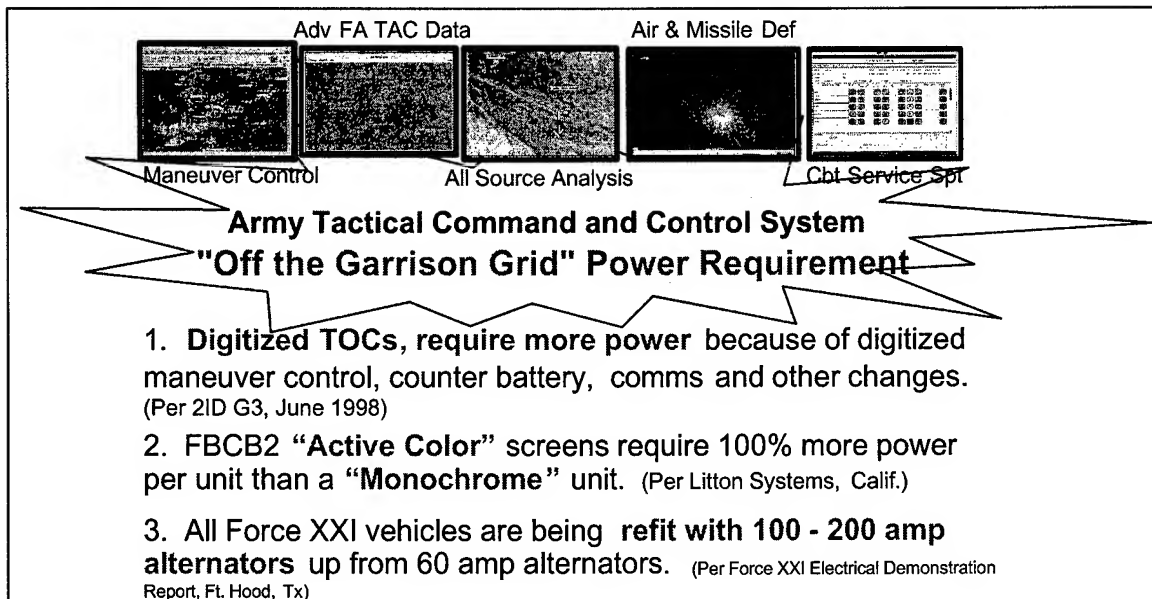 Adv FA TAC Data Air & Missile Def
Maneuver Control All Source Analysis Cbt Service Spt
Army Tactical Command and Control System
"Off the Garrison Grid" Power Requirement
1. Digitized TOCs, require more power because of digitized
maneuver control, counter battery, comms and other changes.
(Per 2ID G3, June 1998)
2. FBCB2 “Active Color” screens require 100% more power
per unit than a “Monochrome” unit. (Per Litton Systems, Calif.)
3. All Force XXI vehicles are being refit with 100 - 200 amp
alternators up from 60 amp alternators. (Per Force XXI Electrical Demonstration
Report, Ft. Hood, Tx)